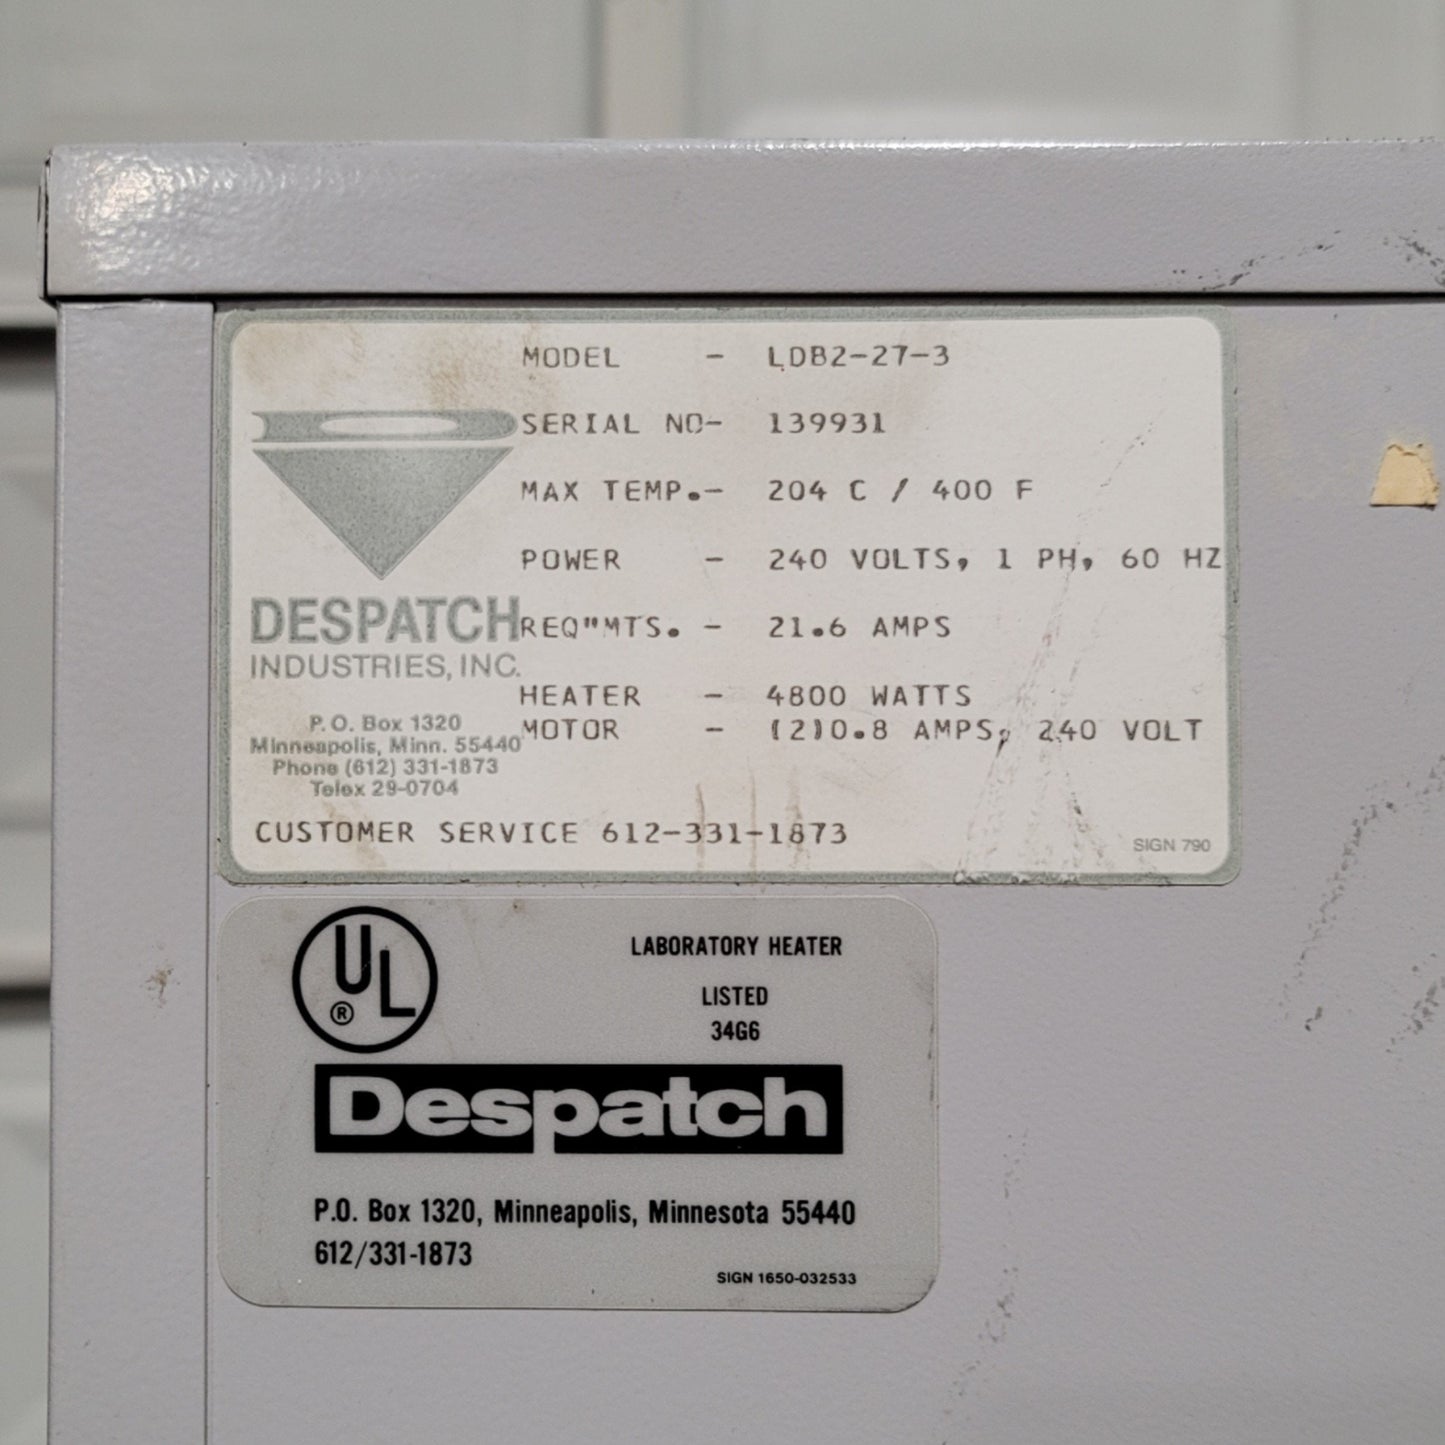 MODEL - LDB2-27-3
SERIAL NO- 139931
MAX TEMP.- 204 C / 400 F
POWER - 240 VOLTS, 1 PH, 60 HZ
REQ"MTS. - 21.6 AMPS
HEATER - 4800 WATTS
MOTOR - (2)0.8 AMPS, 240 VOLT
DESPATCH
INDUSTRIES, INC.
P.O. Box 1320
Minneapolis, Minn. 55440
Phone (612) 331-1873
Telex 29-0704
CUSTOMER SERVICE 612-331-1873
SIGN 790
UL
®
LABORATORY HEATER
LISTED
34G6
Despatch
P.O. Box 1320, Minneapolis, Minnesota 55440
612/331-1873
SIGN 1650-032533